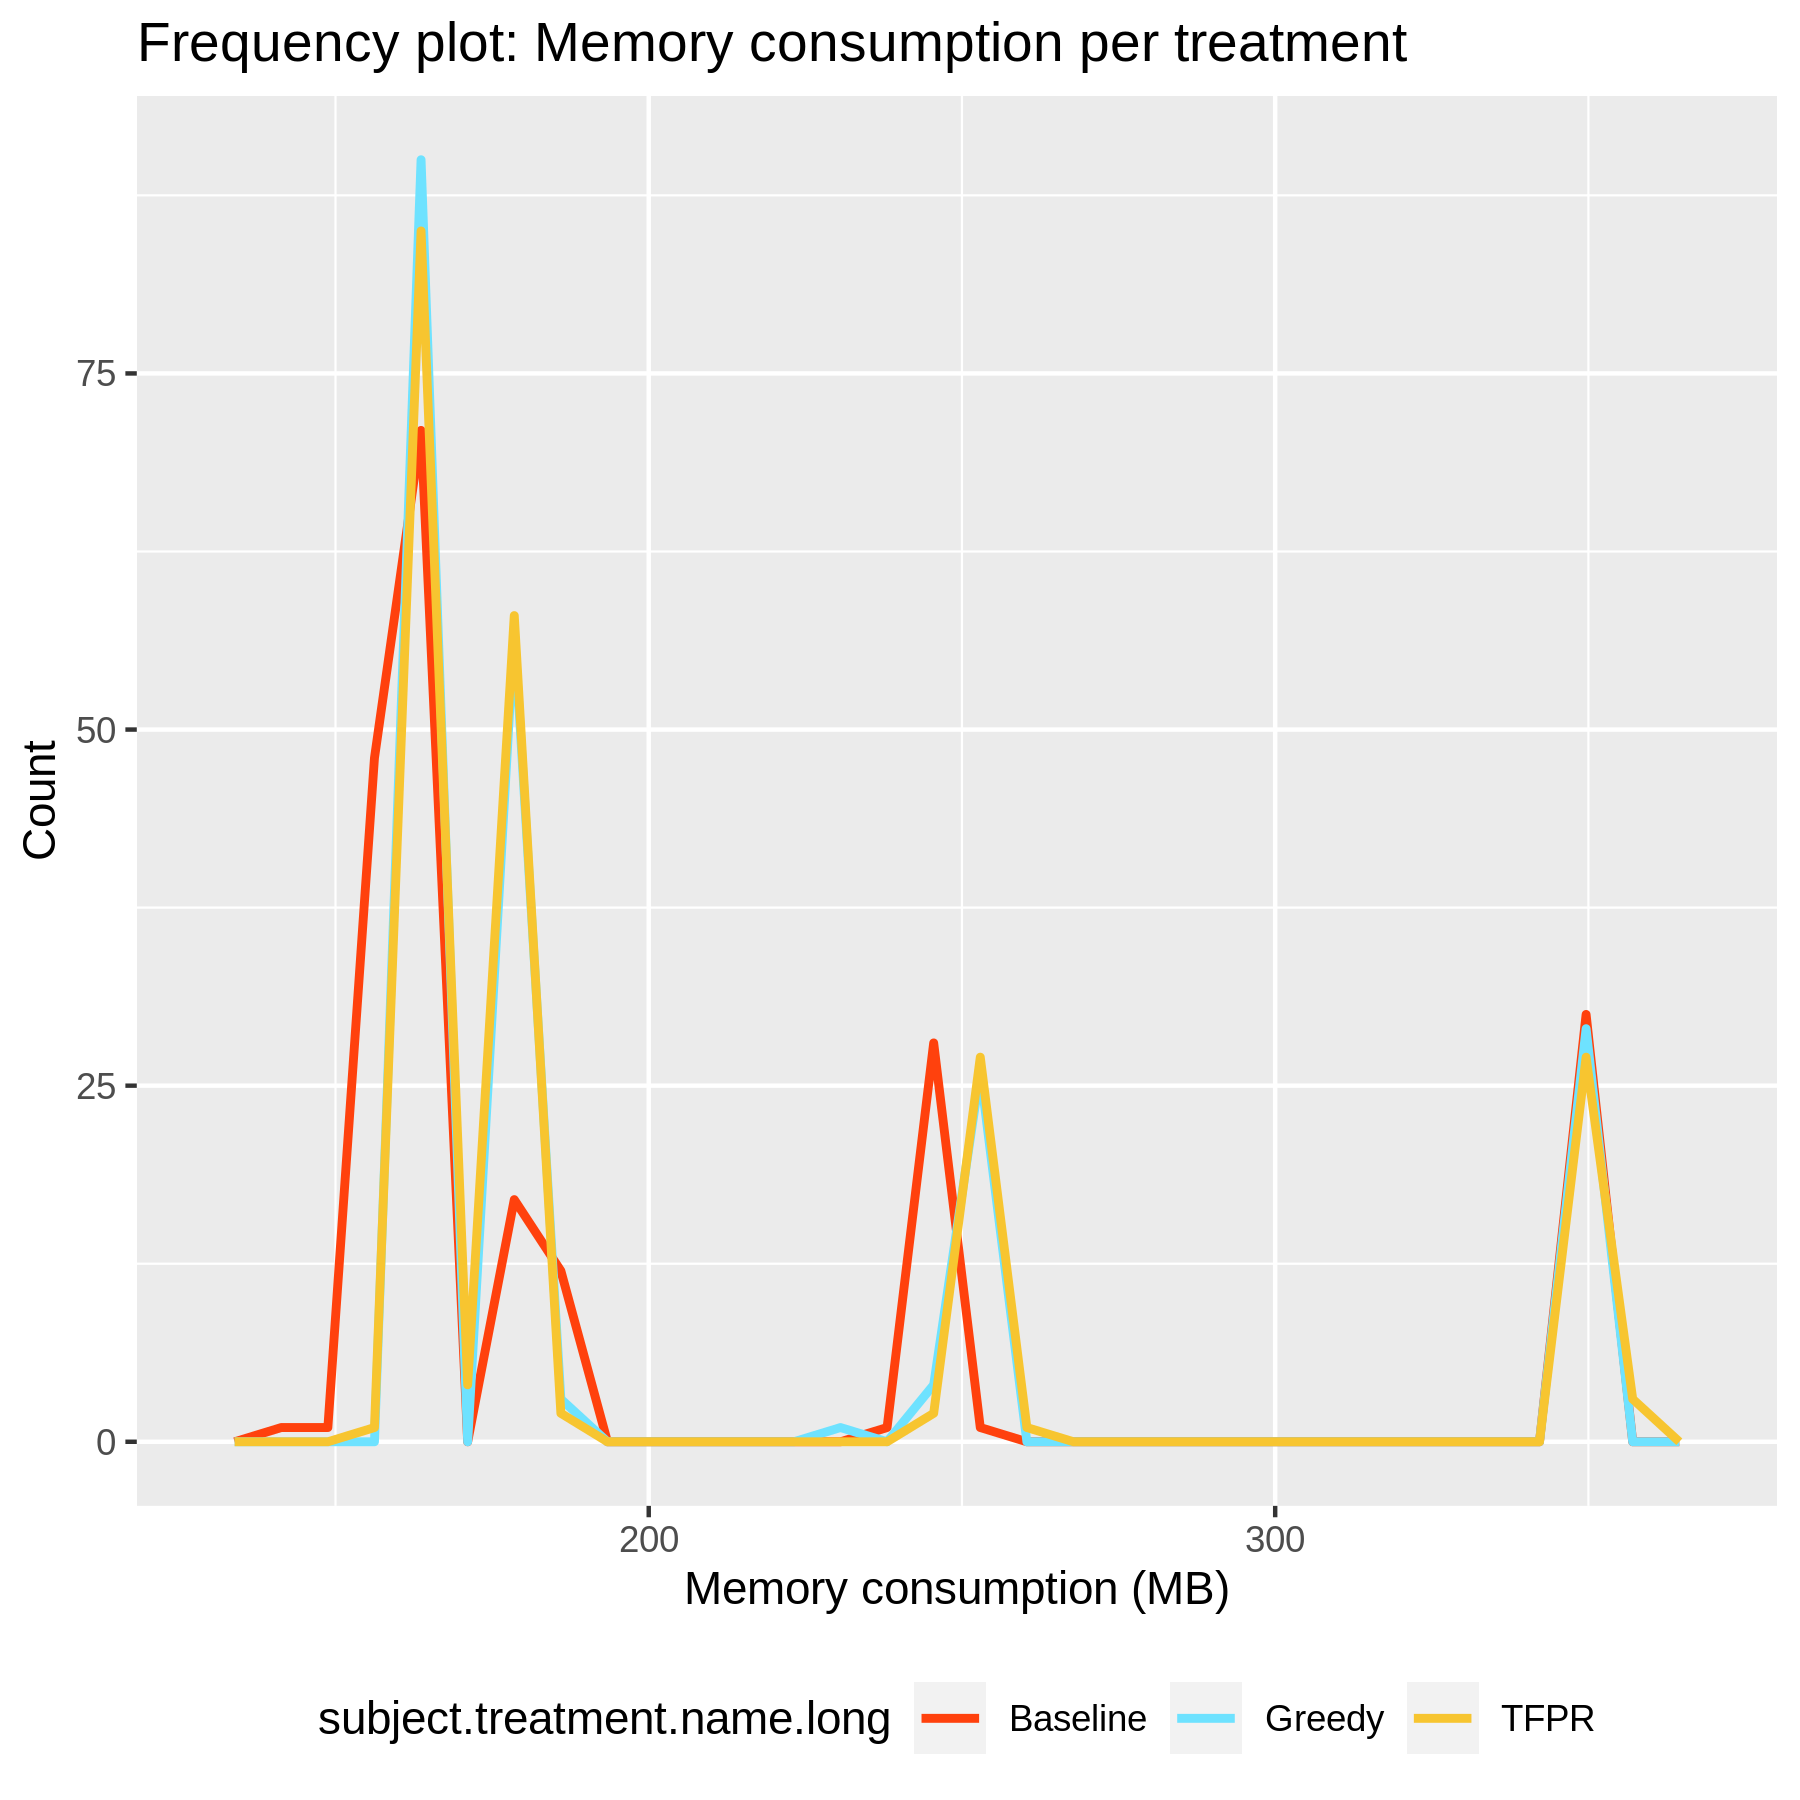 Frequency plot: Memory consumption per treatment
75
50
25
0
Count
200
300
Memory consumption (MB)
subject.treatment.name.long Baseline Greedy TFPR